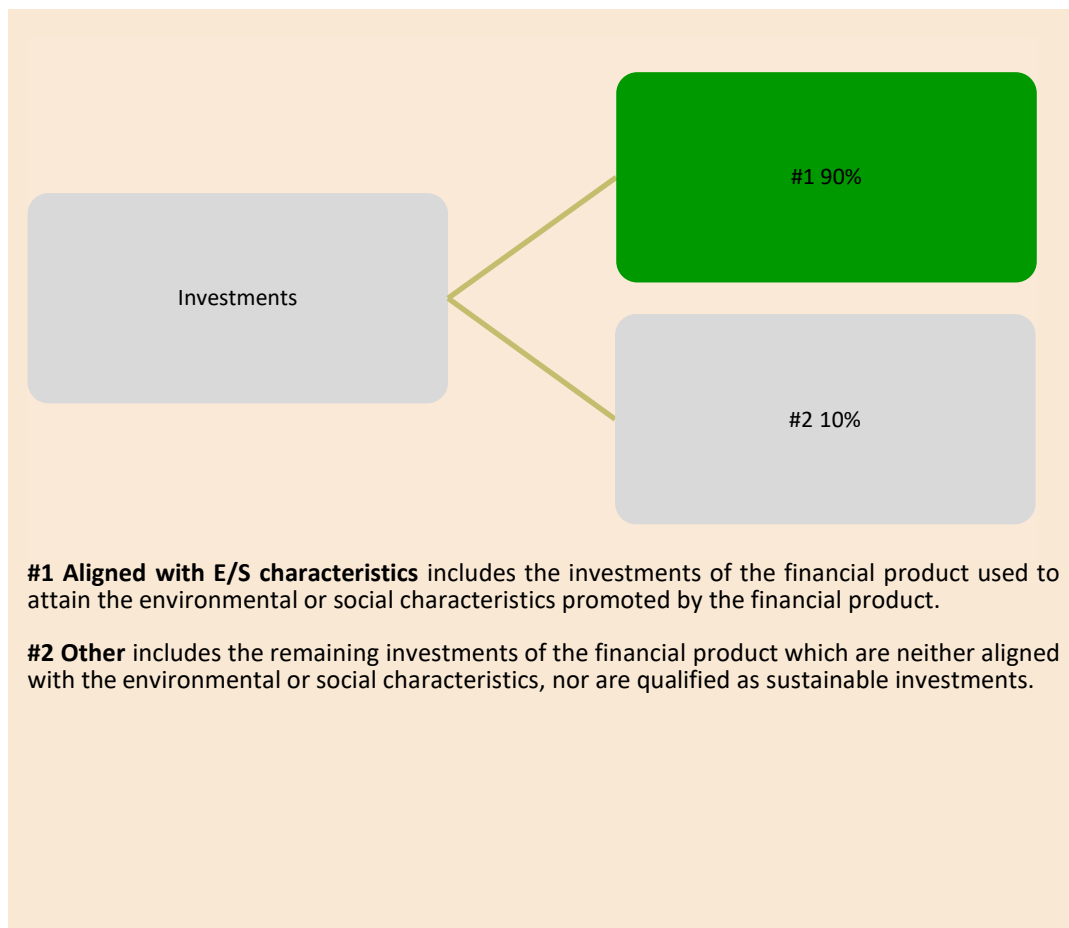 #1 90%
Investments
#2 10%
#1 Aligned with E/S characteristics includes the investments of the financial product used to
attain the environmental or social characteristics promoted by the financial product.
#2 Other includes the remaining investments of the financial product which are neither aligned
with the environmental or social characteristics, nor are qualified as sustainable investments.